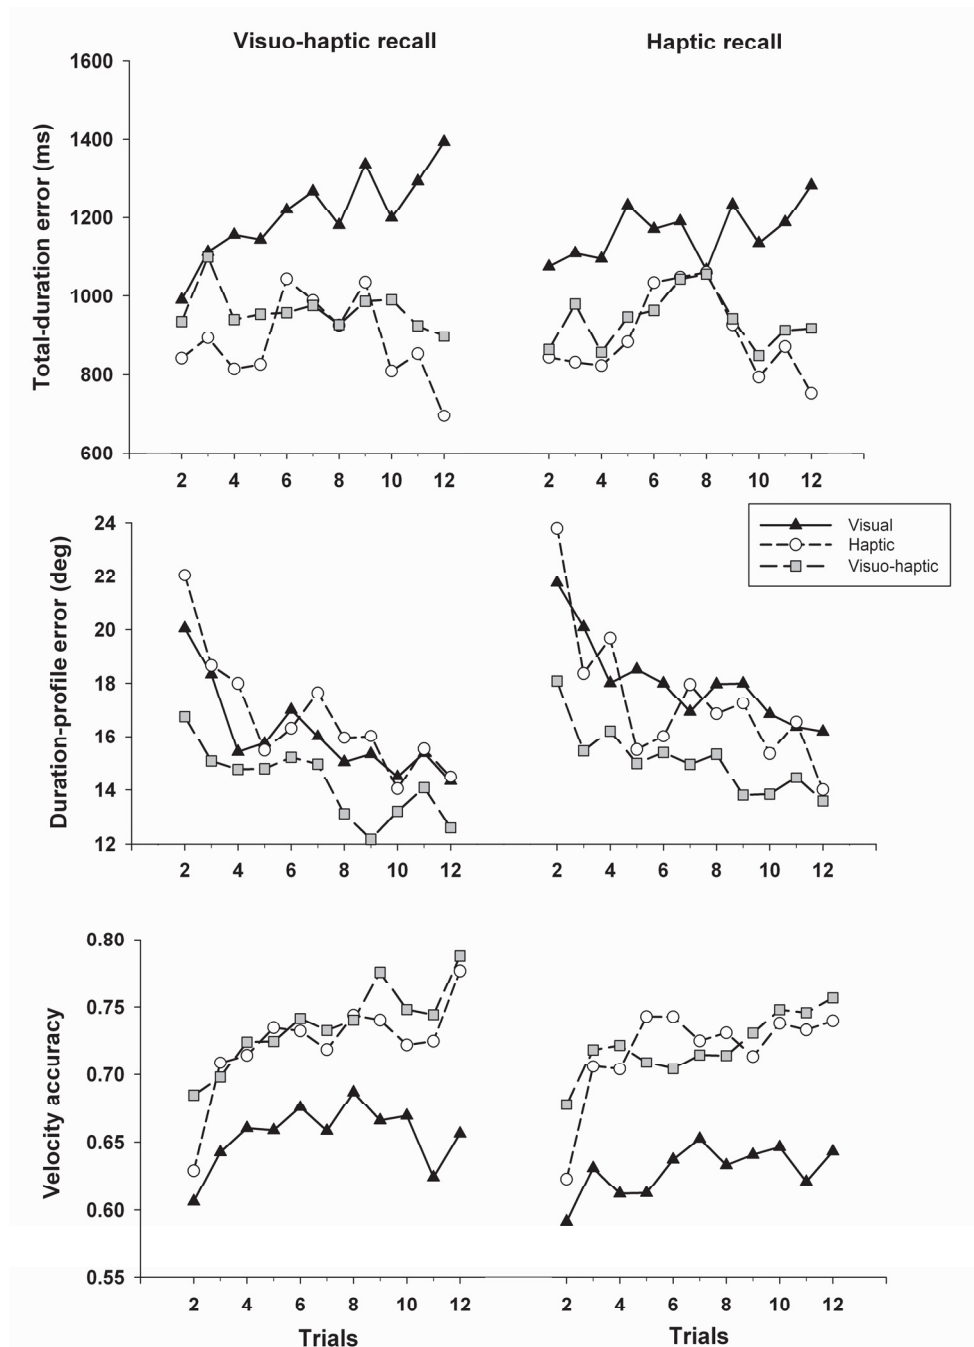 Visuo-haptic recall
Haptic recall
Total-duration error (ms)
1600
1400
1200
1000
800
600
2 4 6 8 10 12
2 4 6 8 10 12
Visual
Haptic
Visuo-haptic
Duration-profile error (deg)
24
22
20
18
16
14
12
2 4 6 8 10 12
2 4 6 8 10 12
Velocity accuracy
0.80
0.75
0.70
0.65
0.60
0.55
2 4 6 8 10 12
2 4 6 8 10 12
Trials
Trials